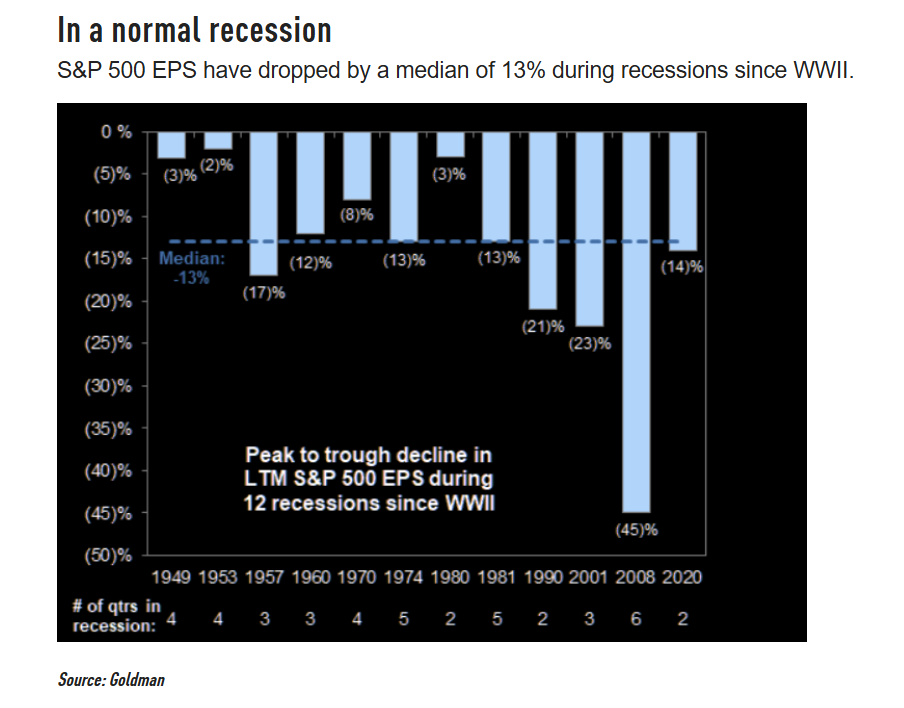 In a normal recession
S&P 500 EPS have dropped by a median of 13% during recessions since WWII.
0 %
(5)%
(10)%
(15)%
(20)%
(25)%
(30)%
(35)%
(40)%
(45)%
(50)%
(3)%
(2)%
(17)%
(12)%
(8)%
(13)%
(3)%
(13)%
(21)%
(23)%
(45)%
(14)%
Median:
-13%
Peak to trough decline in
LTM S&P 500 EPS during
12 recessions since WWII
1949 1953 1957 1960 1970 1974 1980 1981 1990 2001 2008 2020
# of qtrs in
recession: 4 4 3 3 4 5 2 5 2 3 6 2
Source: Goldman